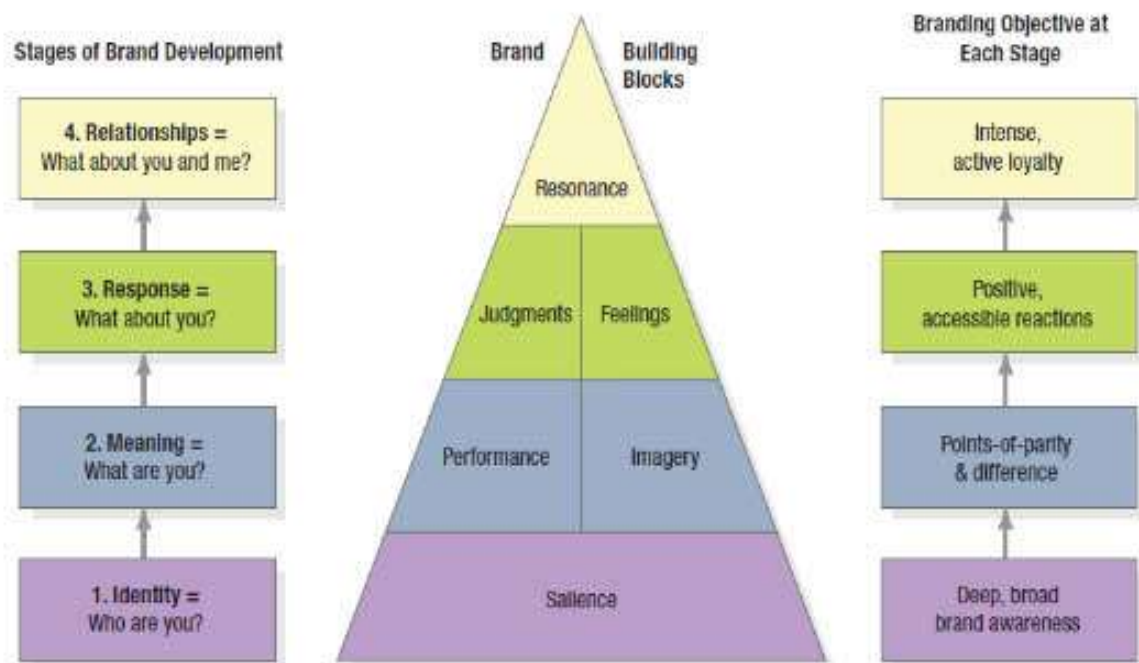 Stages of Brand Development
Brand
Building
Blocks
Branding Objective at
Each Stage
4. Relationships =
What about you and me?
Resonance
Intense,
active loyalty
3. Response =
What about you?
Judgments
Feelings
Positive,
accessible reactions
2. Meaning =
What are you?
Performance
Imagery
Points-of-parity
& difference
1. Identity =
Who are you?
Salience
Deep, broad
brand awareness